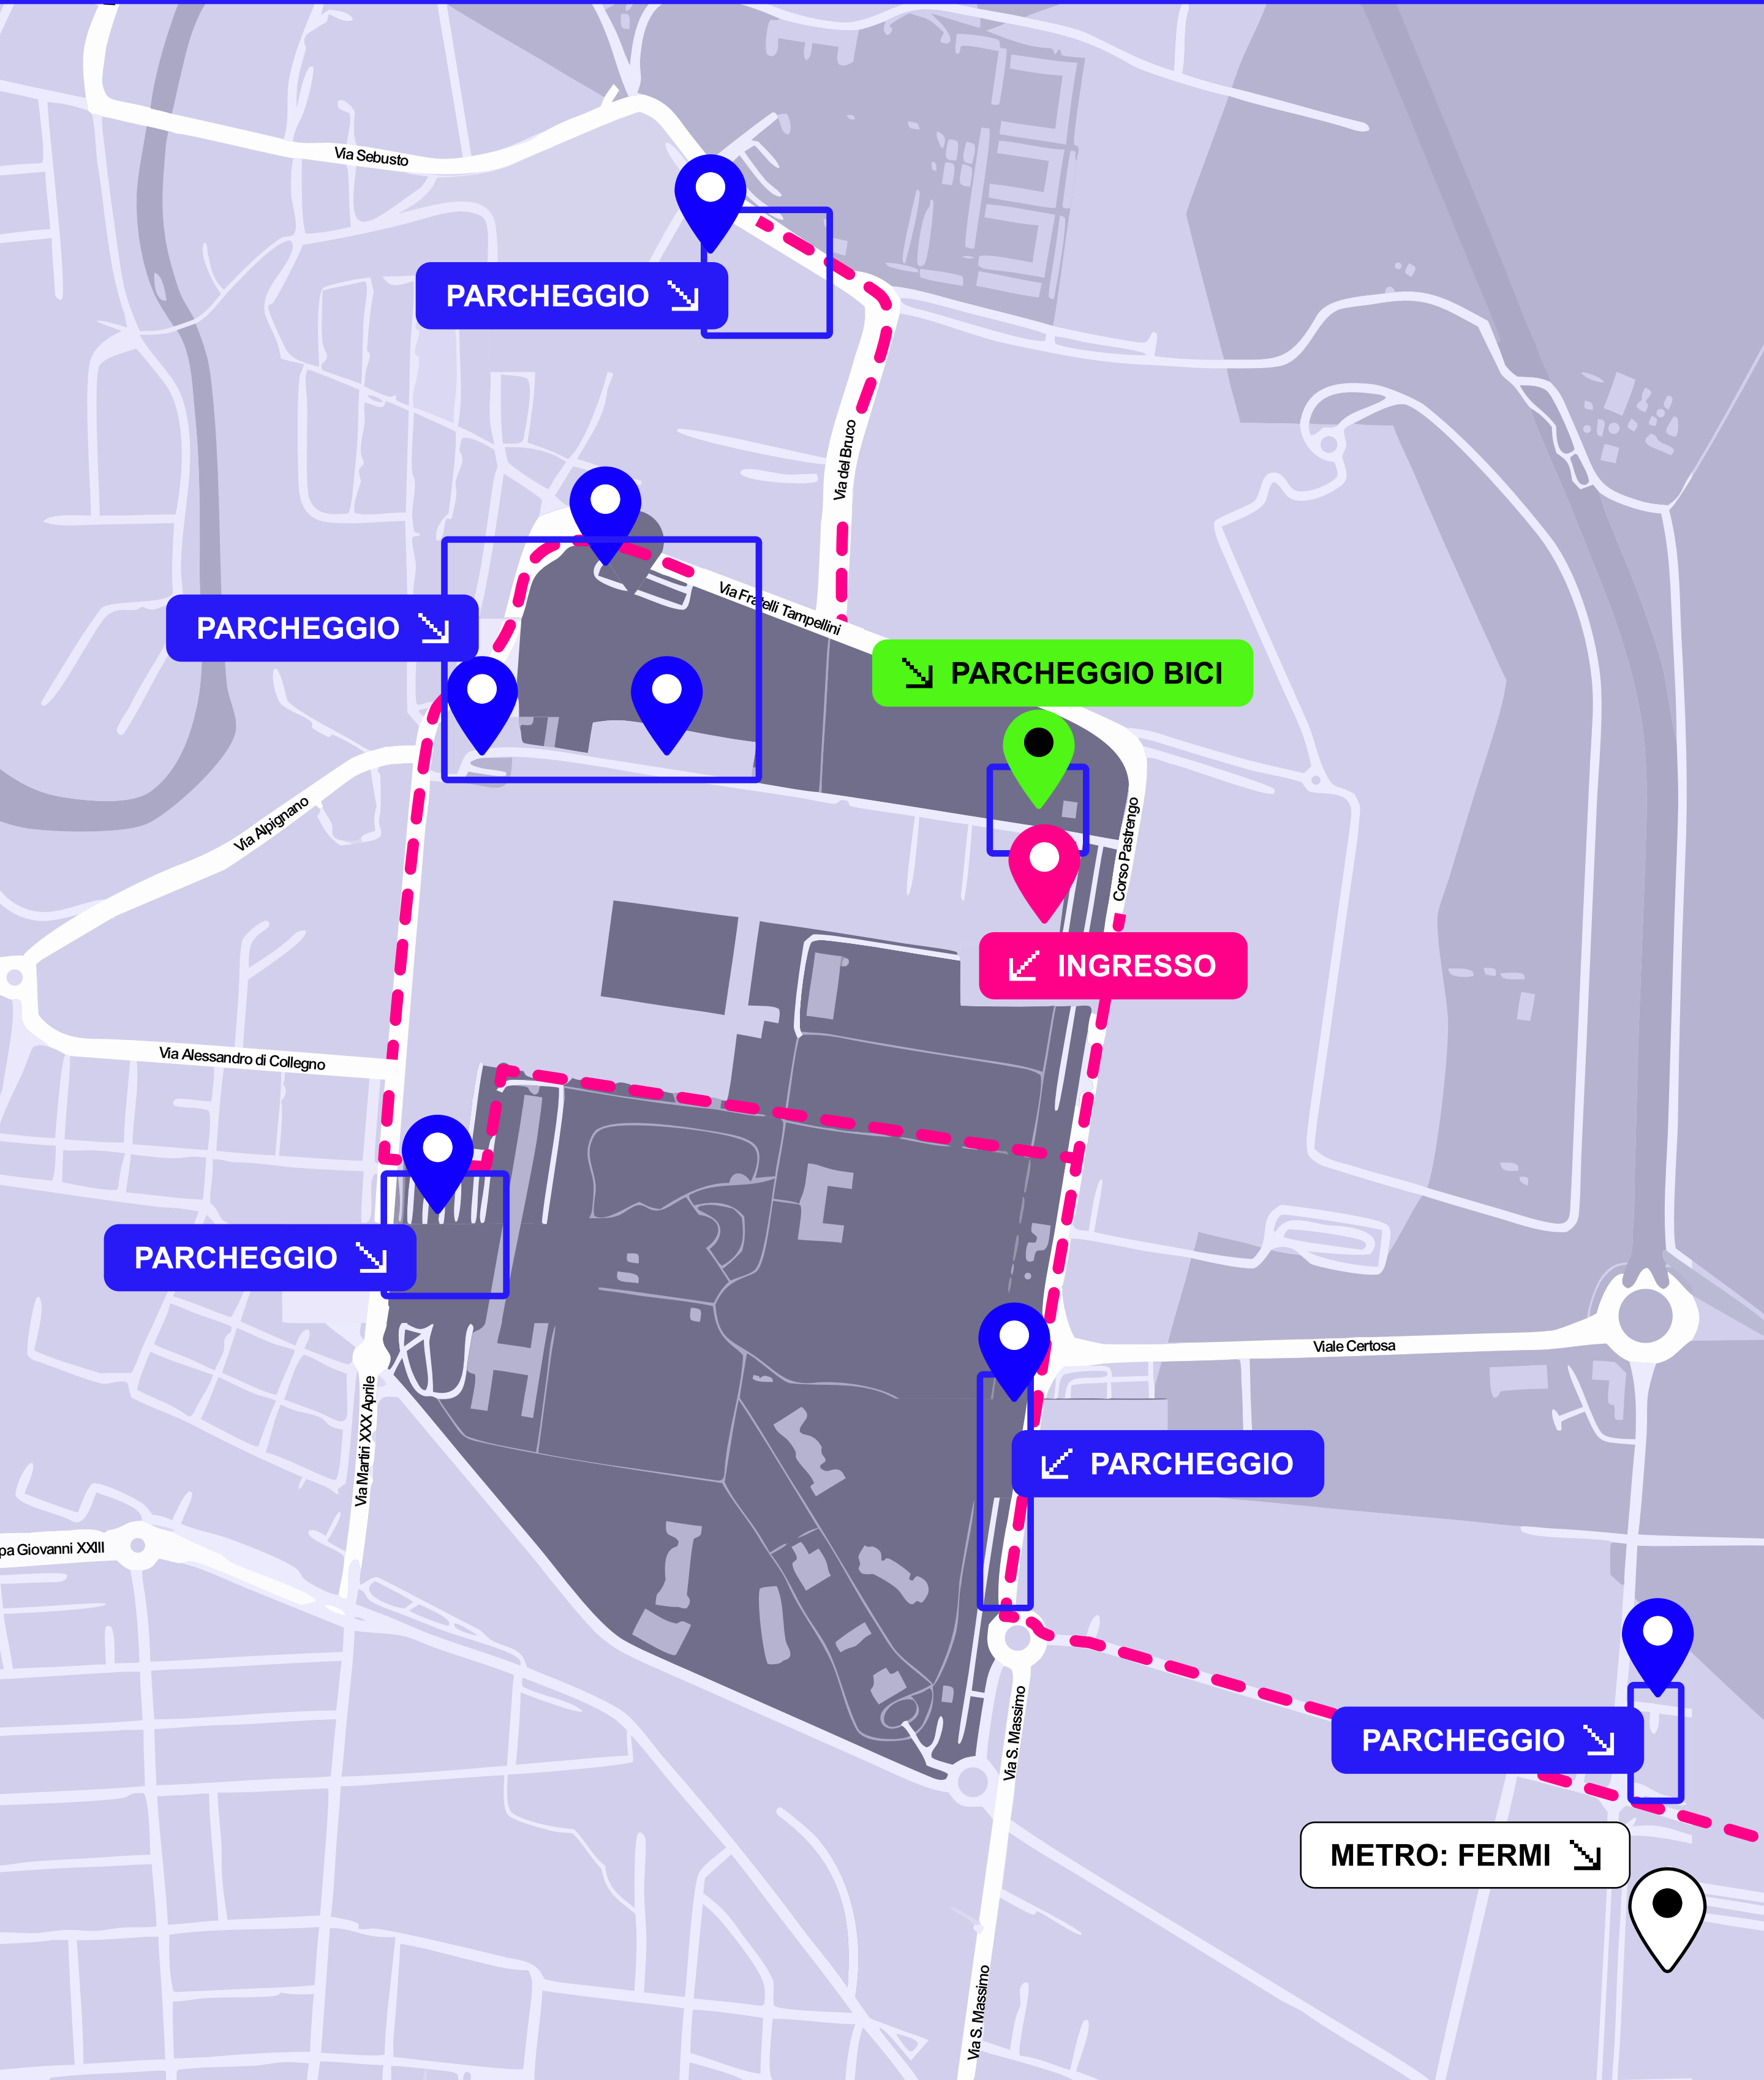 Via Sebusto
PARCHEGGIO
Via del Bruco
Via Fratelli Tampellini
PARCHEGGIO
PARCHEGGIO BICI
Via Alpignano
Corso Pastrengo
INGRESSO
Via Alessandro di Collegno
PARCHEGGIO
Viale Certosa
Via Martiri XXX Aprile
PARCHEGGIO
pa Giovanni XXIII
Via S. Massimo
PARCHEGGIO
METRO: FERMI
Via S. Massimo